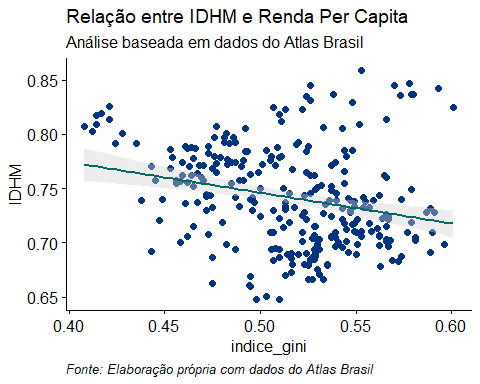 Relação entre IDHM e Renda Per Capita
Análise baseada em dados do Atlas Brasil
IDHM
0.85
0.80
0.75
0.70
0.65
0.40 0.45 0.50 0.55 0.60
indice_gini
Fonte: Elaboração própria com dados do Atlas Brasil